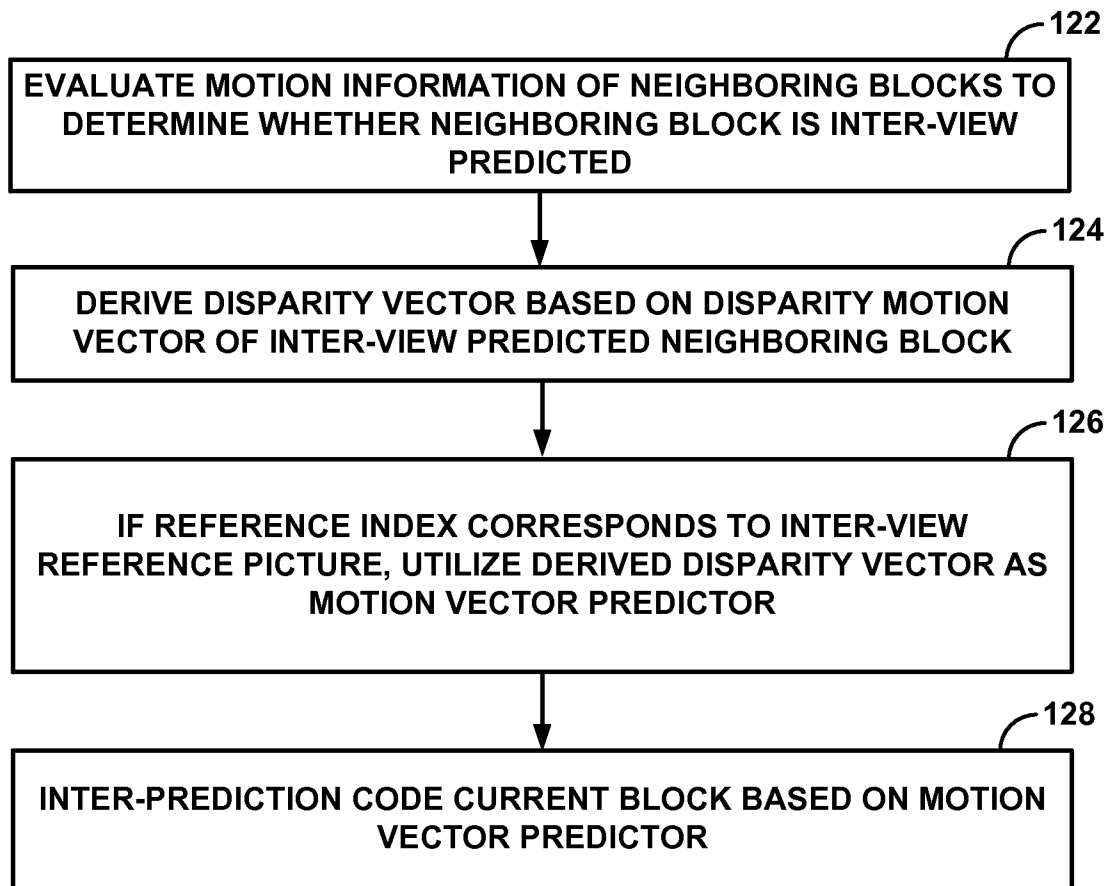 122
EVALUATE MOTION INFORMATION OF NEIGHBORING BLOCKS TO
DETERMINE WHETHER NEIGHBORING BLOCK IS INTER-VIEW
PREDICTED
124
DERIVE DISPARITY VECTOR BASED ON DISPARITY MOTION
VECTOR OF INTER-VIEW PREDICTED NEIGHBORING BLOCK
126
IF REFERENCE INDEX CORRESPONDS TO INTER-VIEW
REFERENCE PICTURE, UTILIZE DERIVED DISPARITY VECTOR AS
MOTION VECTOR PREDICTOR
128
INTER-PREDICTION CODE CURRENT BLOCK BASED ON MOTION
VECTOR PREDICTOR